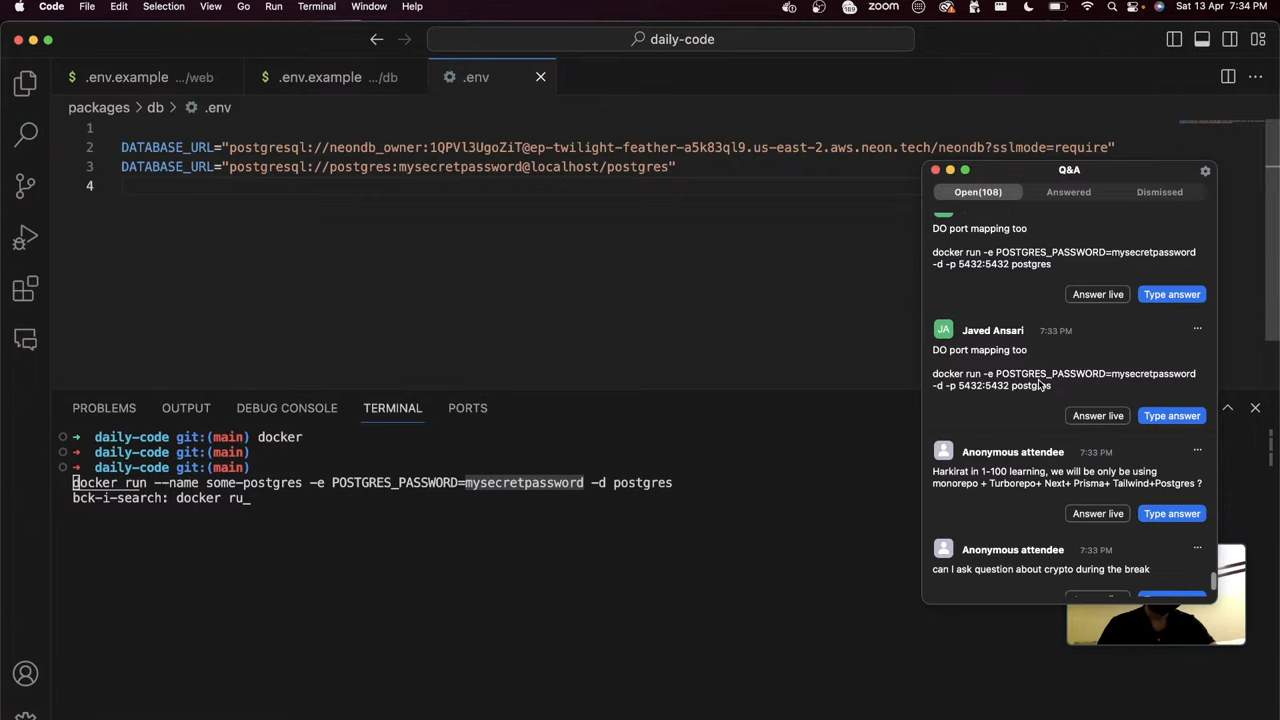 Code File Edit Selection View Go Run Terminal Window Help
zoom
Sat 13 Apr 7:34 PM
daily-code
.env.example .../web
.env.example .../db
.env
packages > db > .env
1
2 DATABASE_URL="postgresql://neondb_owner:1QPVl3UgoZiT@ep-twilight-feather-a5k83ql9.us-east-2.aws.neon.tech/neondb?sslmode=require"
3 DATABASE_URL="postgresql://postgres:mysecretpassword@localhost/postgres"
4
PROBLEMS OUTPUT DEBUG CONSOLE TERMINAL PORTS
daily-code git:(main) docker
daily-code git:(main)
daily-code git:(main)
docker run --name some-postgres -e POSTGRES_PASSWORD=mysecretpassword -d postgres
bck-i-search: docker ru_
Q&A
Open(108) Answered Dismissed
DO port mapping too
docker run -e POSTGRES_PASSWORD=mysecretpassword
-d -p 5432:5432 postgres
Answer live Type answer
JA Javed Ansari 7:33 PM
DO port mapping too
docker run -e POSTGRES_PASSWORD=mysecretpassword
-d -p 5432:5432 postgres
Answer live Type answer
Anonymous attendee 7:33 PM
Harkirat in 1-100 learning, we will be only be using
monorepo + Turborepo+ Next+ Prisma+ Tailwind+Postgres ?
Answer live Type answer
Anonymous attendee 7:33 PM
can I ask question about crypto during the break